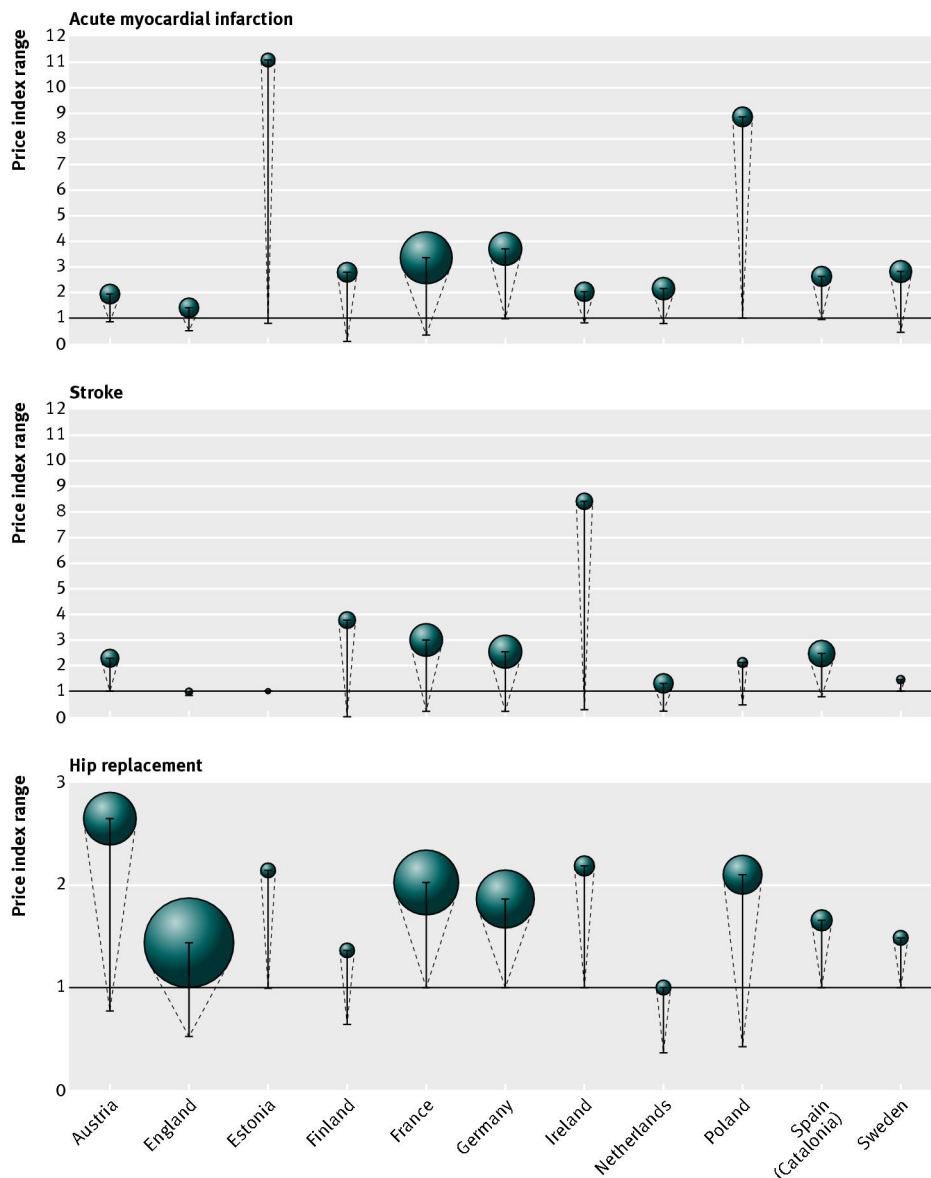 Acute myocardial infarction
Price index range
12
11
10
9
8
7
6
5
4
3
2
1
0
Stroke
Price index range
12
11
10
9
8
7
6
5
4
3
2
1
0
Hip replacement
Price index range
3
2
1
0
Austria
England
Estonia
Finland
France
Germany
Ireland
Netherlands
Poland
Spain
(Catalonia)
Sweden